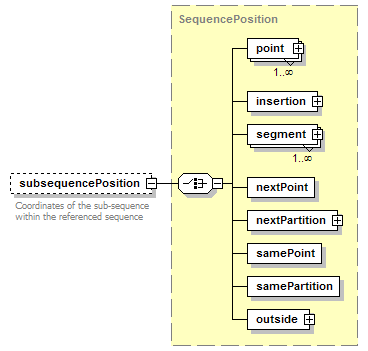 SequencePosition
point
1..∞
insertion
segment
1..∞
subsequencePosition
Coordinates of the sub-sequence
within the referenced sequence
nextPoint
nextPartition
samePoint
samePartition
outside